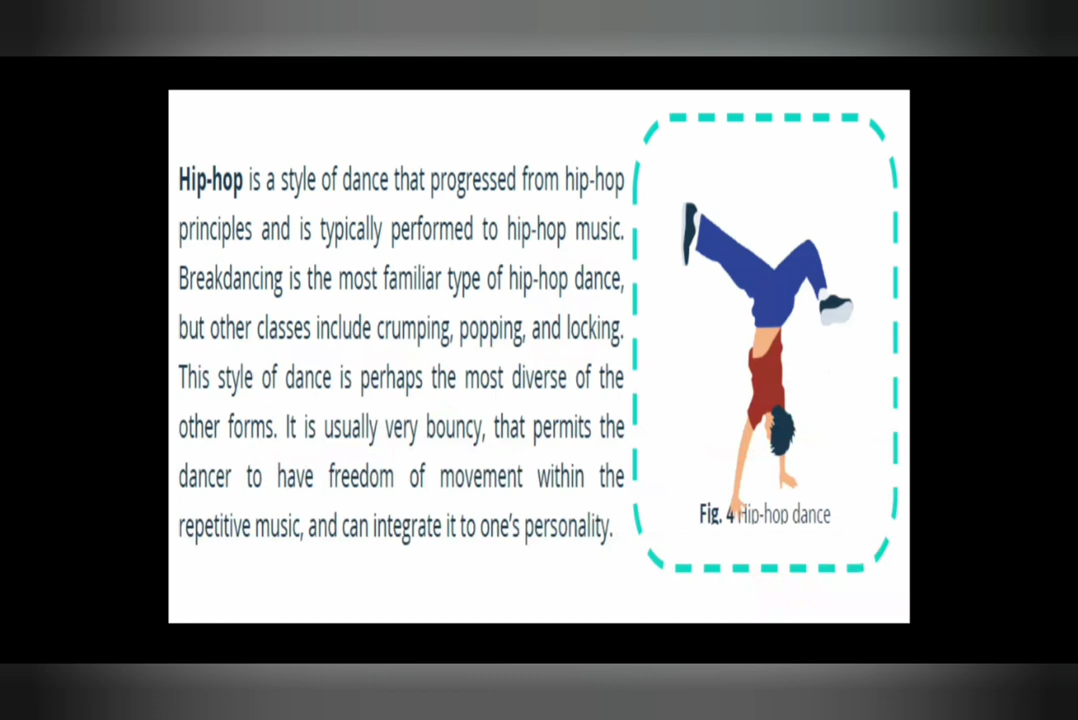 Hip-hop is a style of dance that progressed from hip-hop
principles and is typically performed to hip-hop music.
Breakdancing is the most familiar type of hip-hop dance,
but other classes include crumping, popping, and locking.
This style of dance is perhaps the most diverse of the
other forms. It is usually very bouncy, that permits the
dancer to have freedom of movement within the
repetitive music, and can integrate it to one's personality.
Fig. 4 Hip-hop dance